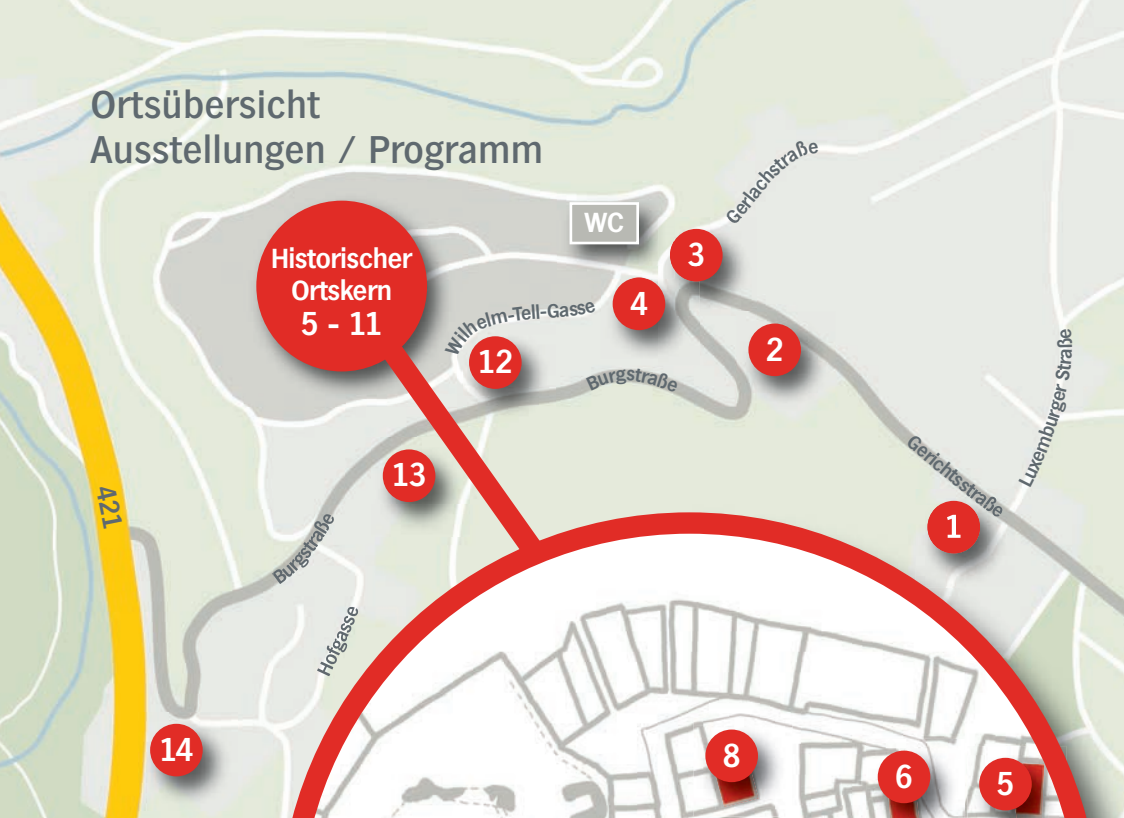 Ortsübersicht
Ausstellungen / Programm
Gerlachstraße
WC
Historischer
Ortskern
5 - 11
3
4
Wilhelm-Tell-Gasse
12
2
Burgstraße
Luxemburger Straße
Gerichtsstraße
13
421
1
Burgstraße
Hofgasse
14
8
6
5